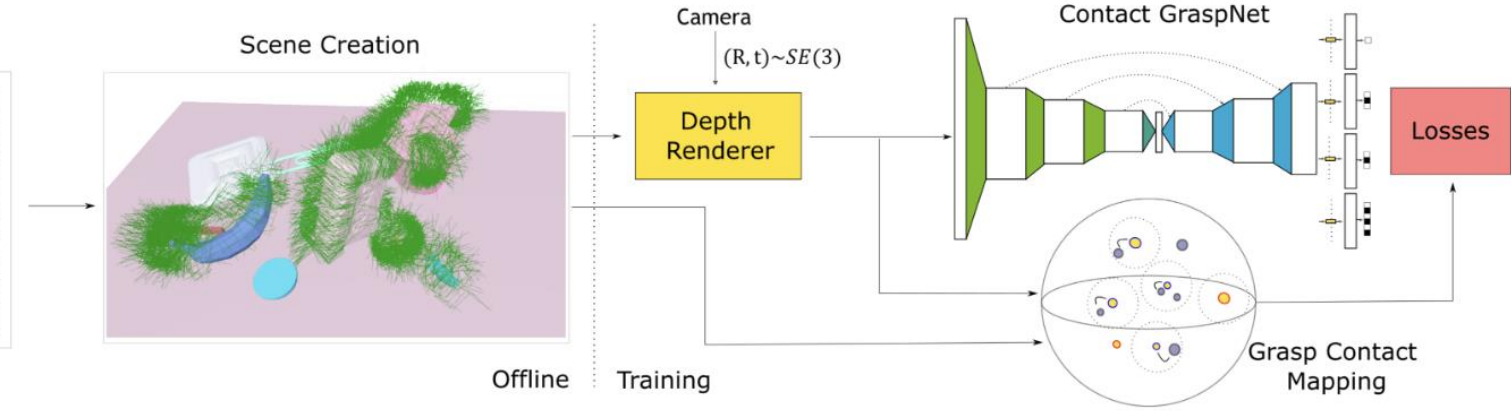 Scene Creation
Camera
(R, t)~SE(3)
Contact GraspNet
Depth
Renderer
Losses
Grasp Contact
Mapping
Offline
Training